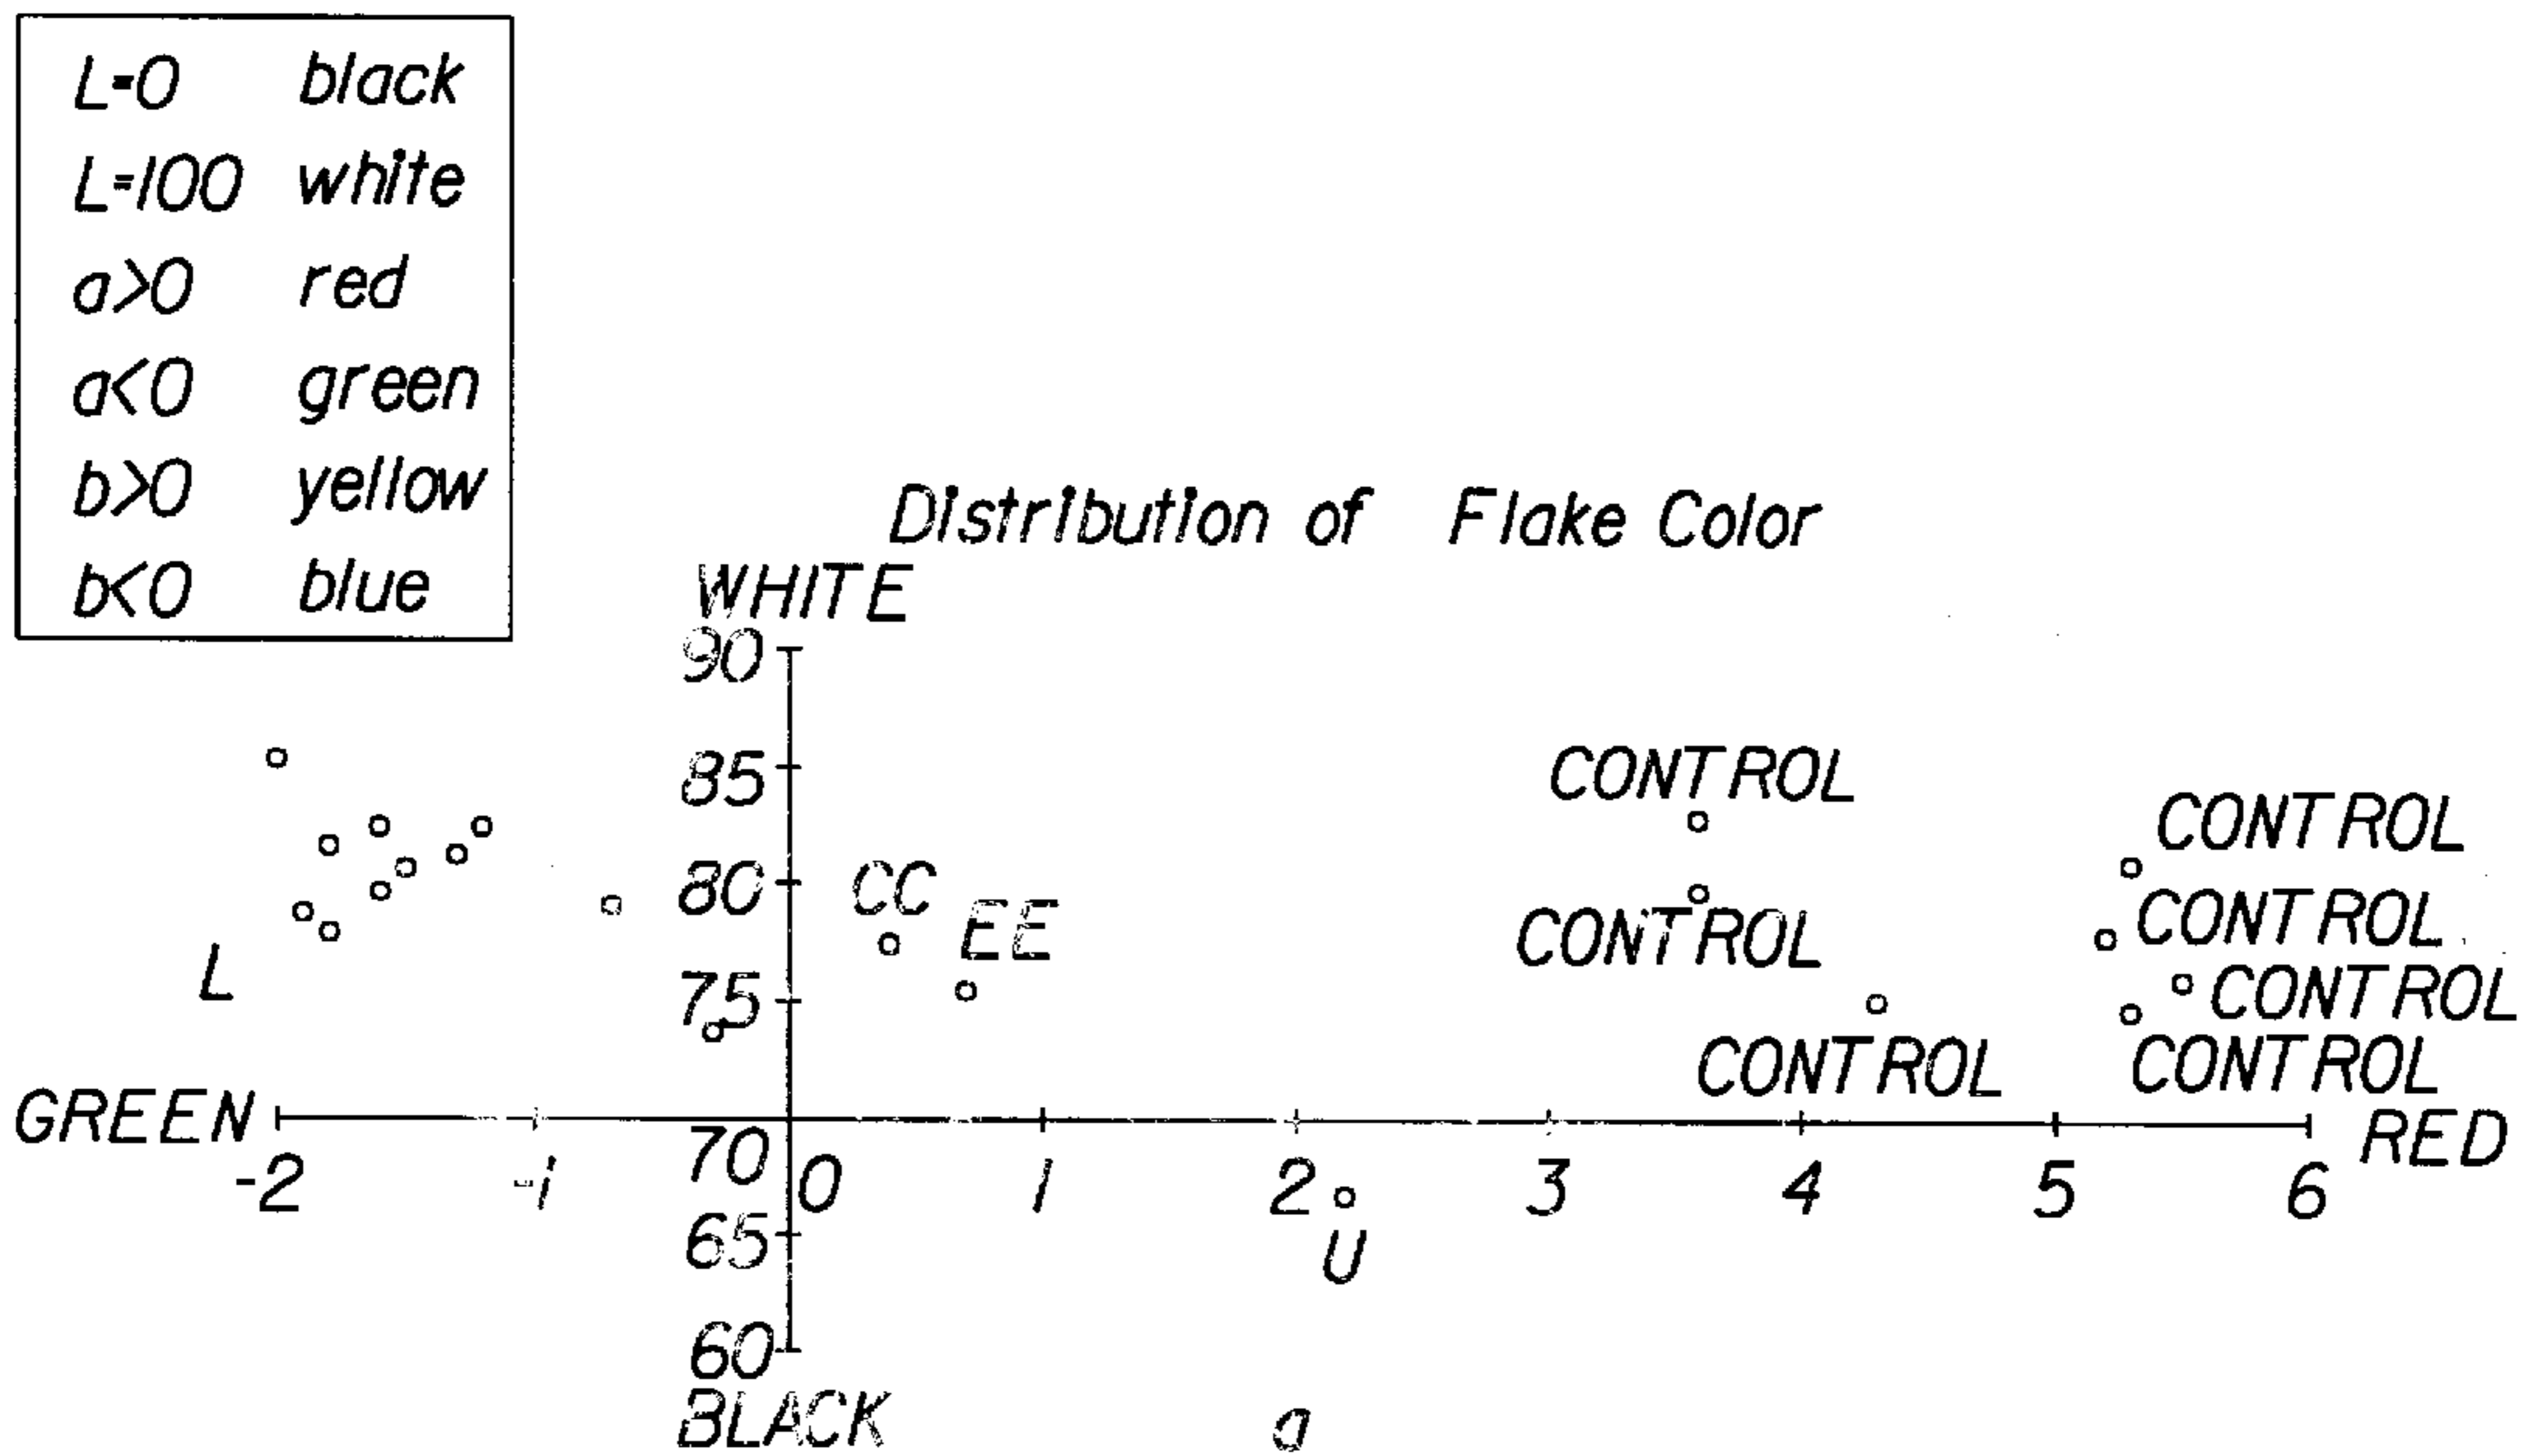 L=0 black
L=100 white
a>0 red
a<0 green
b>0 yellow
b<0 blue
Distribution of Flake Color
WHITE
90
85
CONTROL
CONTROL
80
CC
CONTROL
EE
CONTROL
L
75
CONTROL
CONTROL
CONTROL
GREEN
RED
-2 -1 70 0 1 2 3 4 5 6
65
U
60
BLACK
a